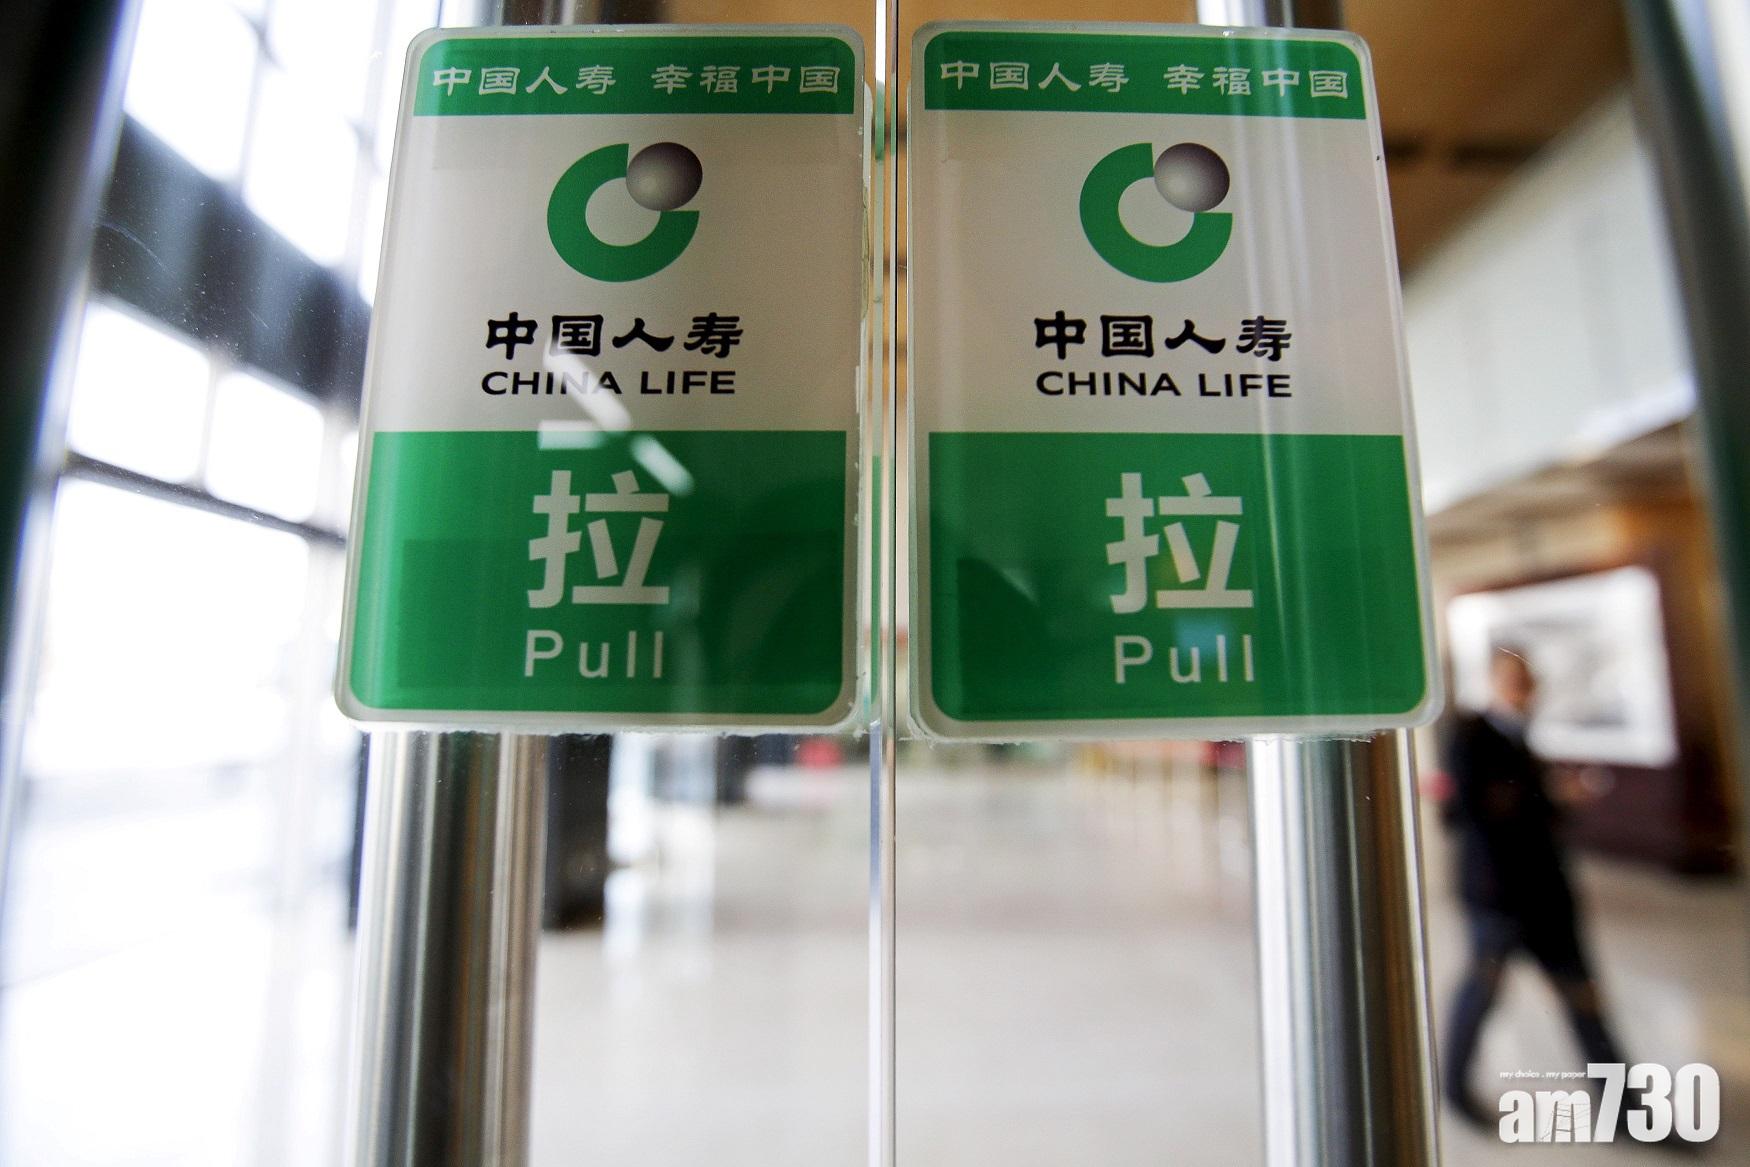 中国人寿 幸福中国
中国人寿
CHINA LIFE
拉
Pull
中国人寿 幸福中国
中国人寿
CHINA LIFE
拉
Pull
my choice . my paper
am730